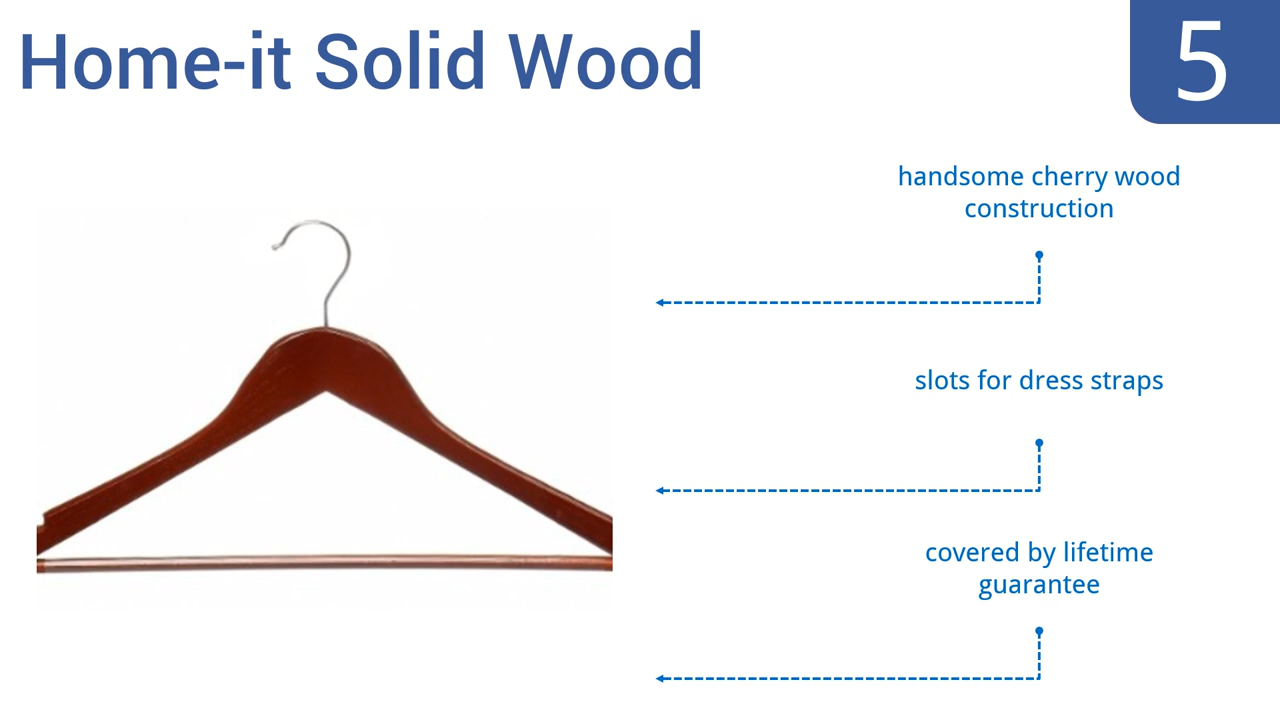 Home-it Solid Wood
5
handsome cherry wood
construction
slots for dress straps
covered by lifetime
guarantee